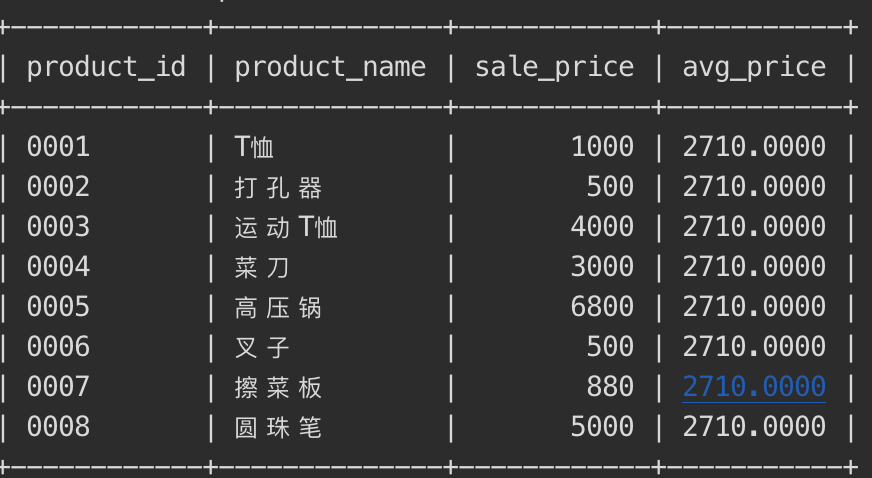 +------------+--------------+------------+-----------+
| product_id | product_name | sale_price | avg_price |
+------------+--------------+------------+-----------+
| 0001 | T恤 | 1000 | 2710.0000 |
| 0002 | 打孔器 | 500 | 2710.0000 |
| 0003 | 运动T恤 | 4000 | 2710.0000 |
| 0004 | 菜刀 | 3000 | 2710.0000 |
| 0005 | 高压锅 | 6800 | 2710.0000 |
| 0006 | 叉子 | 500 | 2710.0000 |
| 0007 | 擦菜板 | 880 | 2710.0000 |
| 0008 | 圆珠笔 | 5000 | 2710.0000 |
+------------+--------------+------------+-----------+